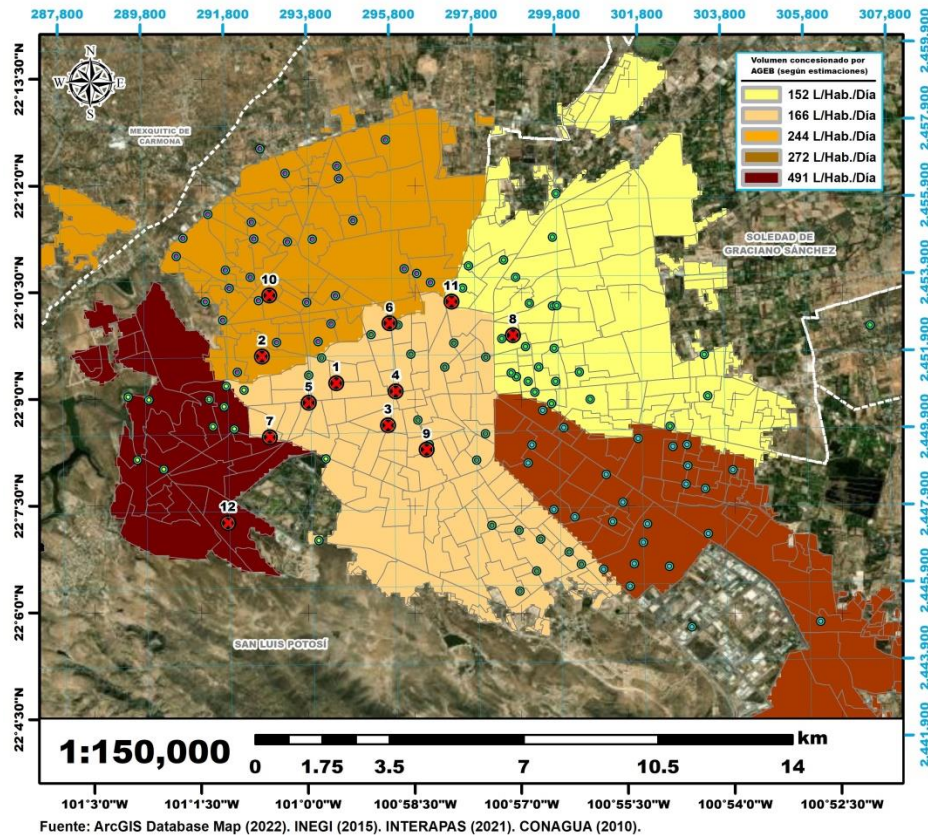 287,800 289,800 291,800 293,800 295,800 297,800 299,800 301,800 303,800 305,800 307,800
2.459,900
2.457,900
2.455,900
2.453,900
2.451,900
2.449,900
2.447,900
2.445,900
2.443,900
2.441,900
22°13'30"N
22°12'0"N
22°10'30"N
22°9'0"N
22°7'30"N
22°6'0"N
22°4'30"N
N
W E
S
MEXQUITIC DE
CARMONA
Volumen concesionado por
AGEB (según estimaciones)
152 L/Hab./Día
166 L/Hab./Día
244 L/Hab./Día
272 L/Hab./Día
491 L/Hab./Día
SOLEDAD DE
GRACIANO SÁNCHEZ
10
11
6
8
2
1
4
5
3
7
9
12
SAN LUIS POTOSÍ
1:150,000
km
0 1.75 3.5 7 10.5 14
101°3'0"W 101°1'30"W 101°0'0"W 100°58'30"W 100°57'0"W 100°55'30"W 100°54'0"W 100°52'30"W
Fuente: ArcGIS Database Map (2022). INEGI (2015). INTERAPAS (2021). CONAGUA (2010).